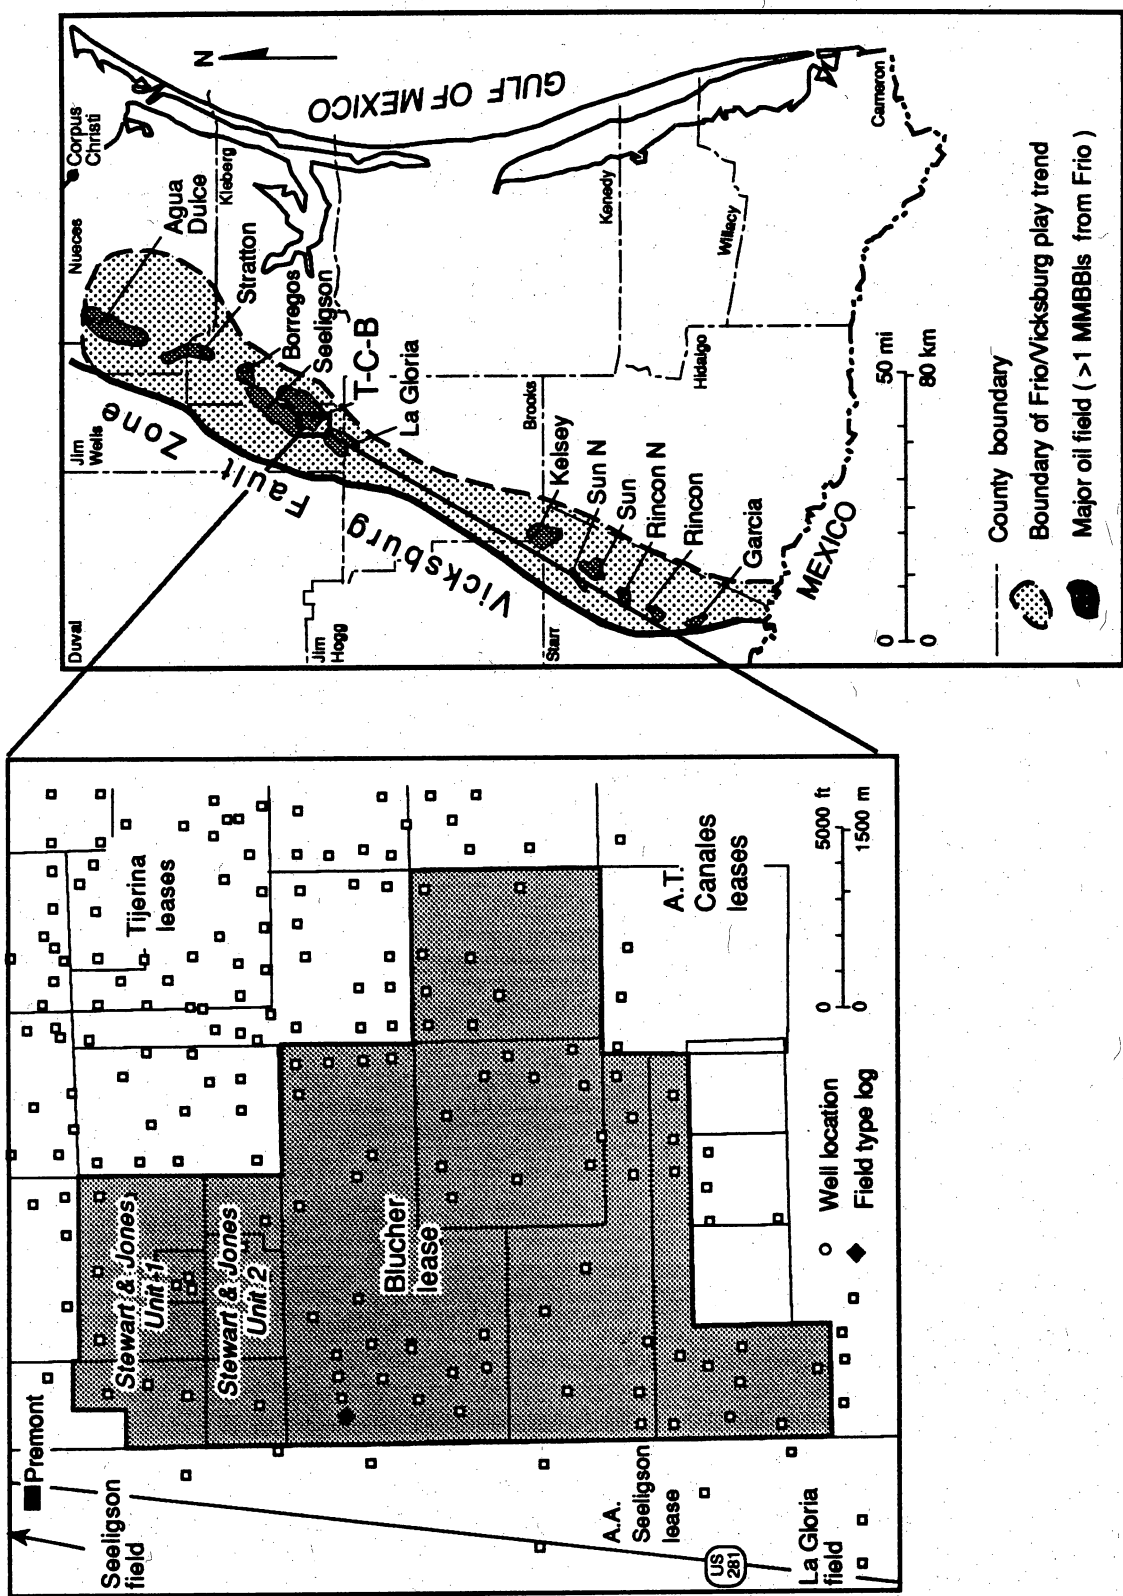 Corpus
Christi
Nueces
Agua
Dulce
Kleberg
Stratton
Borregos
Seeligson
T-C-B
La Gloria
Jim
Wells
Duval
Jim
Hogg
Vicksburg Fault Zone
N
GULF OF MEXICO
Kenedy
Brooks
Starr
Kelsey
Sun N
Sun
Rincon N
Rincon
Garcia
Hidalgo
Willacy
Cameron
MEXICO
0 50 mi
0 80 km
County boundary
Boundary of Frio/Vicksburg play trend
Major oil field ( >1 MMBBls from Frio )
Premont
Seeligson
field
Stewart & Jones
Unit 1
Stewart & Jones
Unit 2
Blucher
lease
Tijerina
leases
A.T.
Canales
leases
A.A.
Seeligson
lease
US
281
La Gloria
field
0 5000 ft
0 1500 m
Well location
Field type log